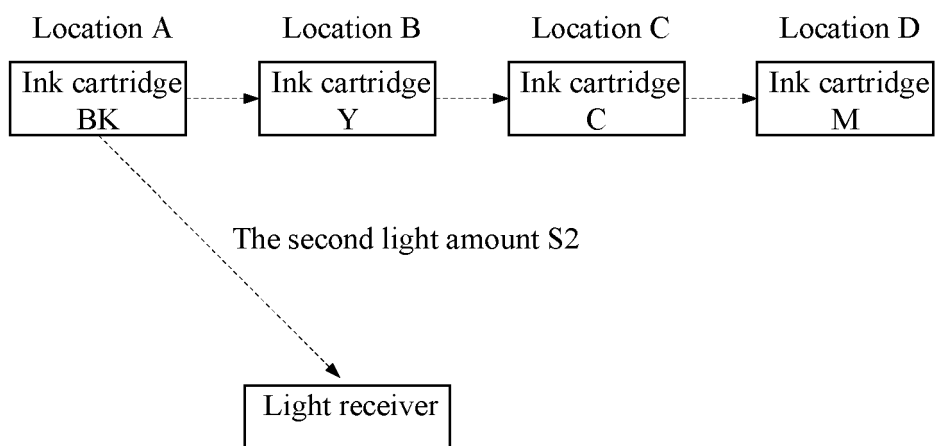 Location A
Location B
Location C
Location D
Ink cartridge
BK
Ink cartridge
Y
Ink cartridge
C
Ink cartridge
M
The second light amount S2
Light receiver